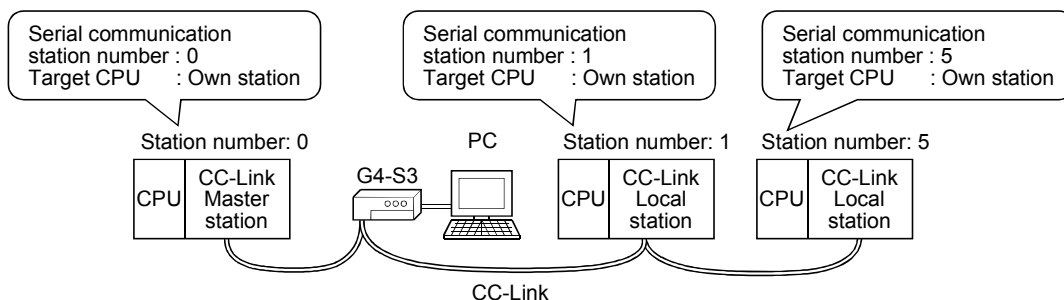 Serial communication
station number : 0
Target CPU : Own station
Serial communication
station number : 1
Target CPU : Own station
Serial communication
station number : 5
Target CPU : Own station
Station number: 0
PC
Station number: 1
Station number: 5
CPU
CC-Link
Master
station
G4-S3
CPU
CC-Link
Local
station
CPU
CC-Link
Local
station
CC-Link